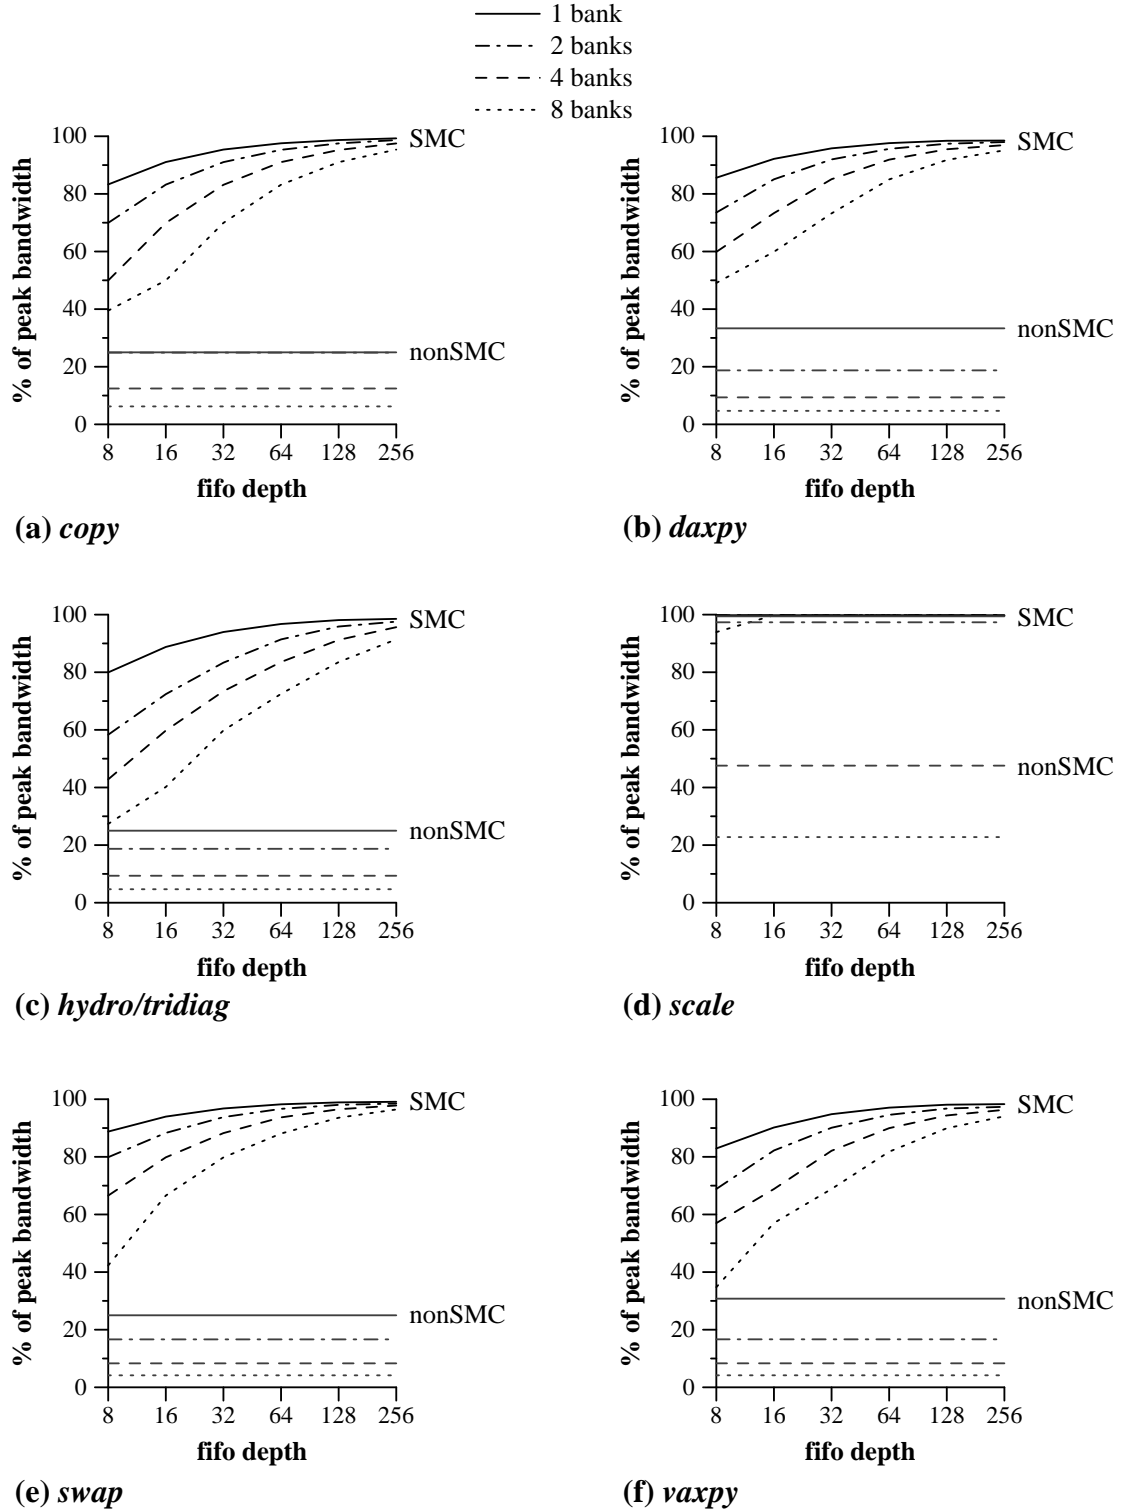 1 bank
2 banks
4 banks
8 banks
% of peak bandwidth
100
80
60
40
20
0
SMC
nonSMC
8 16 32 64 128 256
fifo depth
(a) copy
% of peak bandwidth
100
80
60
40
20
0
SMC
nonSMC
8 16 32 64 128 256
fifo depth
(b) daxpy
% of peak bandwidth
100
80
60
40
20
0
SMC
nonSMC
8 16 32 64 128 256
fifo depth
(c) hydro/tridiag
% of peak bandwidth
100
80
60
40
20
0
SMC
nonSMC
8 16 32 64 128 256
fifo depth
(d) scale
% of peak bandwidth
100
80
60
40
20
0
SMC
nonSMC
8 16 32 64 128 256
fifo depth
(e) swap
% of peak bandwidth
100
80
60
40
20
0
SMC
nonSMC
8 16 32 64 128 256
fifo depth
(f) vaxpy